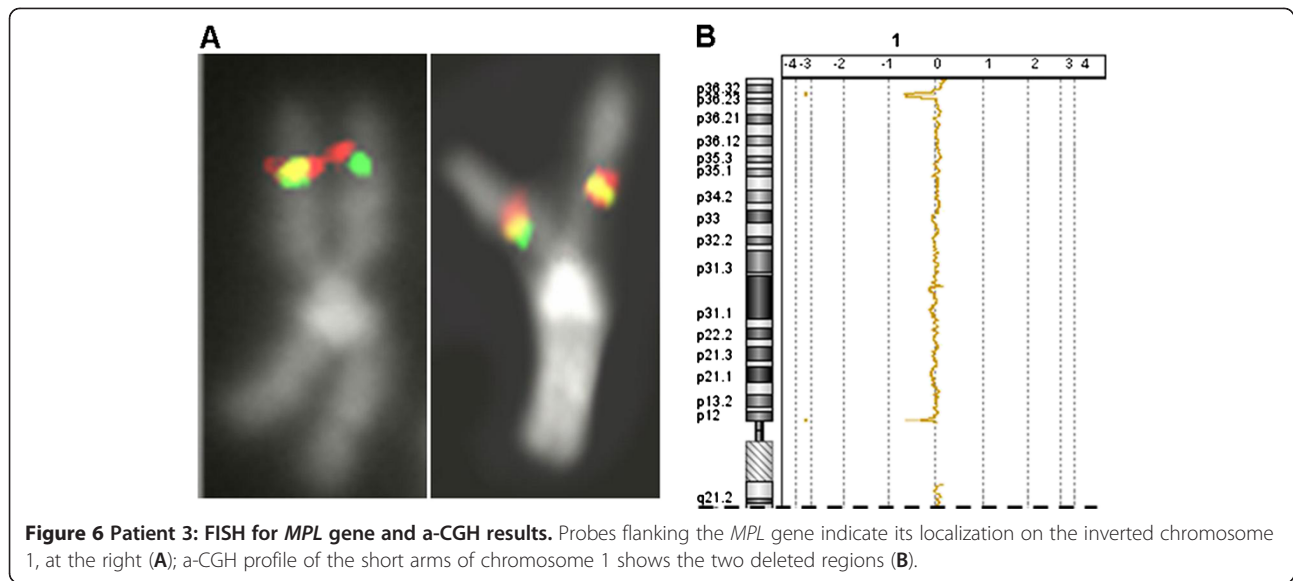 A
B
1
-4 -3 -2 -1 0 1 2 3 4
p36.32
p36.23
p36.21
p36.12
p35.3
p35.1
p34.2
p33
p32.2
p31.3
p31.1
p22.2
p21.3
p21.1
p13.2
p12
q21.2
Figure 6 Patient 3: FISH for MPL gene and a-CGH results. Probes flanking the MPL gene indicate its localization on the inverted chromosome
1, at the right (A); a-CGH profile of the short arms of chromosome 1 shows the two deleted regions (B).